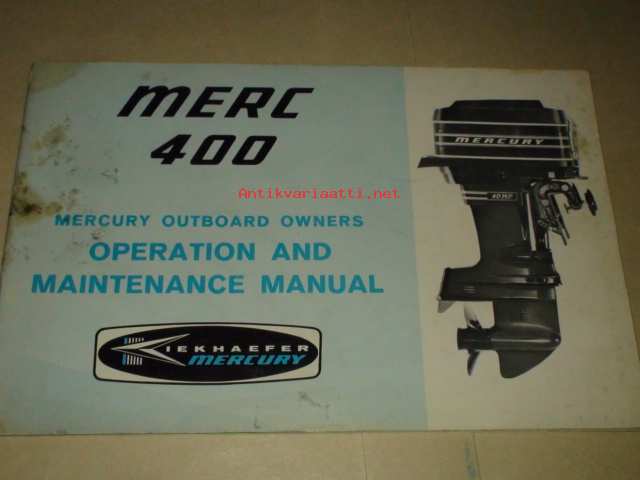 MERC
400
Antikvariaatti.net
MERCURY OUTBOARD OWNERS
OPERATION AND
MAINTENANCE MANUAL
KIEKHAEFER
MERCURY
MERCURY
40 HP